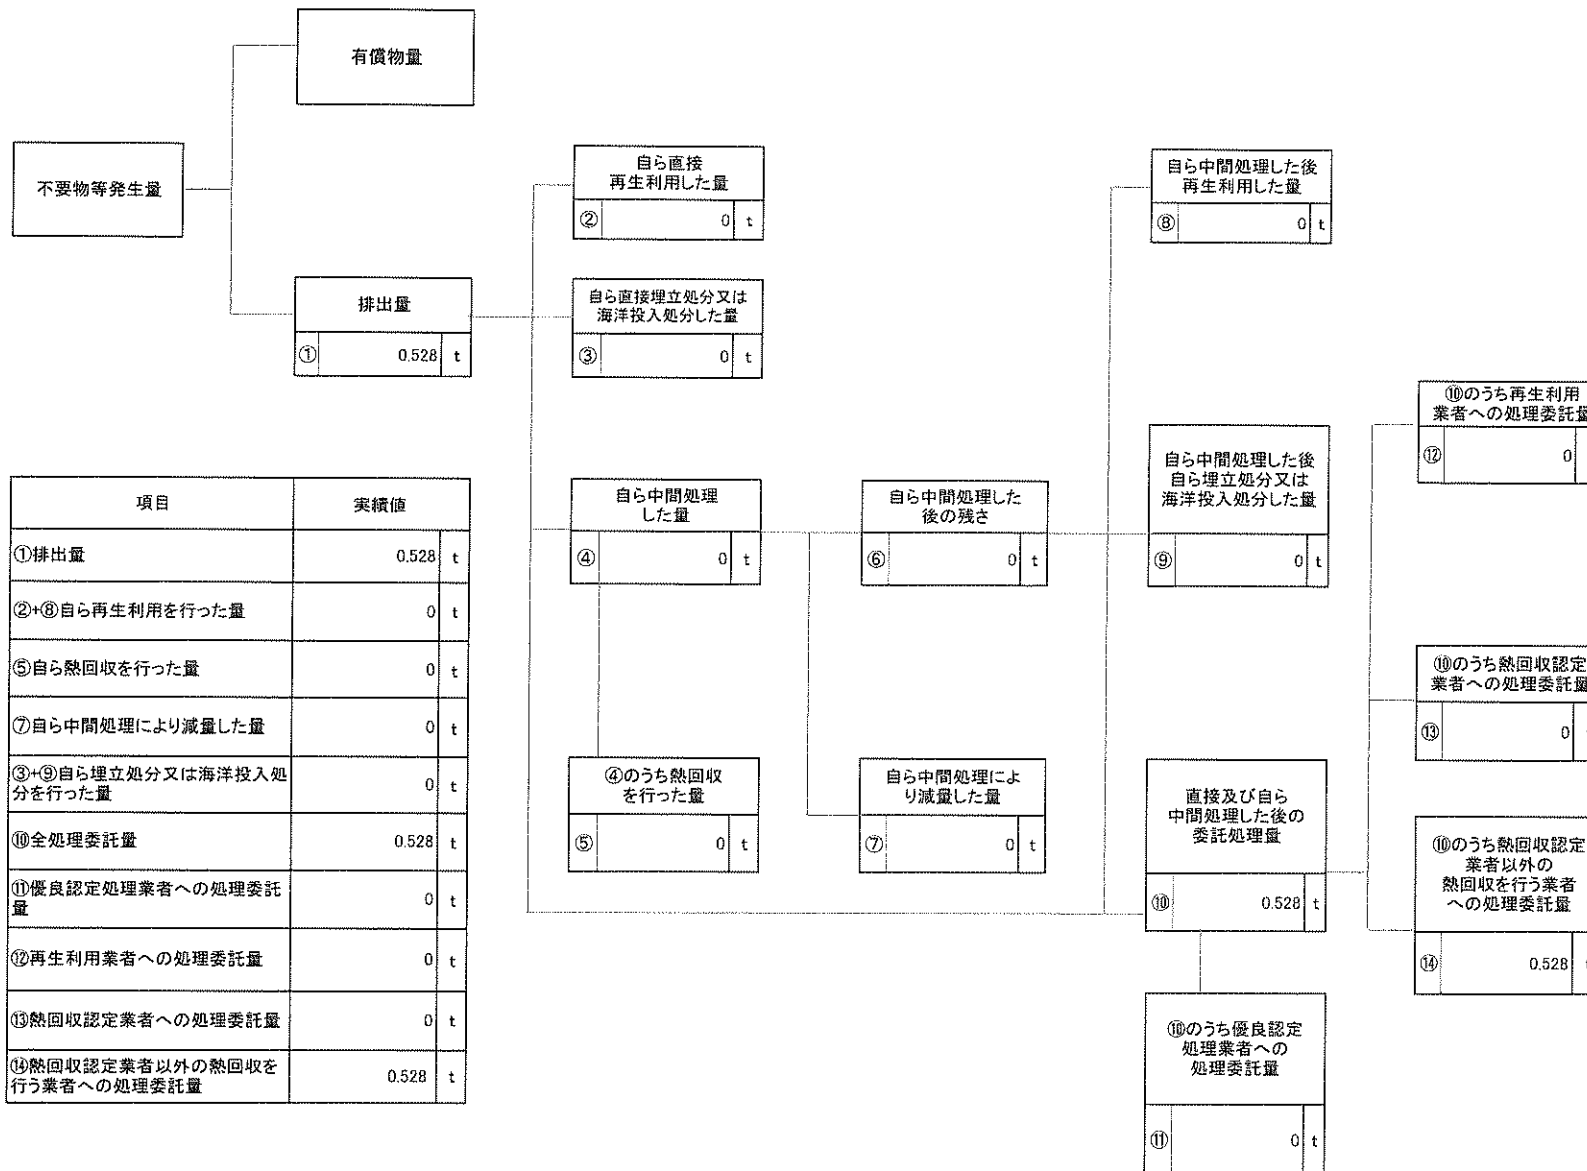 有償物量
不要物等発生量
排出量
① 0.528 t
自ら直接
再生利用した量
② 0 t
自ら直接埋立処分又は
海洋投入処分した量
③ 0 t
自ら中間処理
した量
④ 0 t
④のうち熱回収
を行った量
⑤ 0 t
自ら中間処理した
後の残さ
⑥ 0 t
自ら中間処理によ
り減量した量
⑦ 0 t
自ら中間処理した後
再生利用した量
⑧ 0 t
自ら中間処理した後
自ら埋立処分又は
海洋投入処分した量
⑨ 0 t
直接及び自ら
中間処理した後の
委託処理量
⑩ 0.528 t
⑩のうち優良認定
処理業者への
処理委託量
⑪ 0 t
⑩のうち再生利用
業者への処理委託量
⑫ 0
⑩のうち熱回収認定
業者への処理委託量
⑬ 0
⑩のうち熱回収認定
業者以外の
熱回収を行う業者
への処理委託量
⑭ 0.528 t
項目 実績値
①排出量 0.528 t
②+⑧自ら再生利用を行った量 0 t
⑤自ら熱回収を行った量 0 t
⑦自ら中間処理により減量した量 0 t
③+⑨自ら埋立処分又は海洋投入処
分を行った量 0 t
⑩全処理委託量 0.528 t
⑪優良認定処理業者への処理委託
量 0 t
⑫再生利用業者への処理委託量 0 t
⑬熱回収認定業者への処理委託量 0 t
⑭熱回収認定業者以外の熱回収を
行う業者への処理委託量 0.528 t